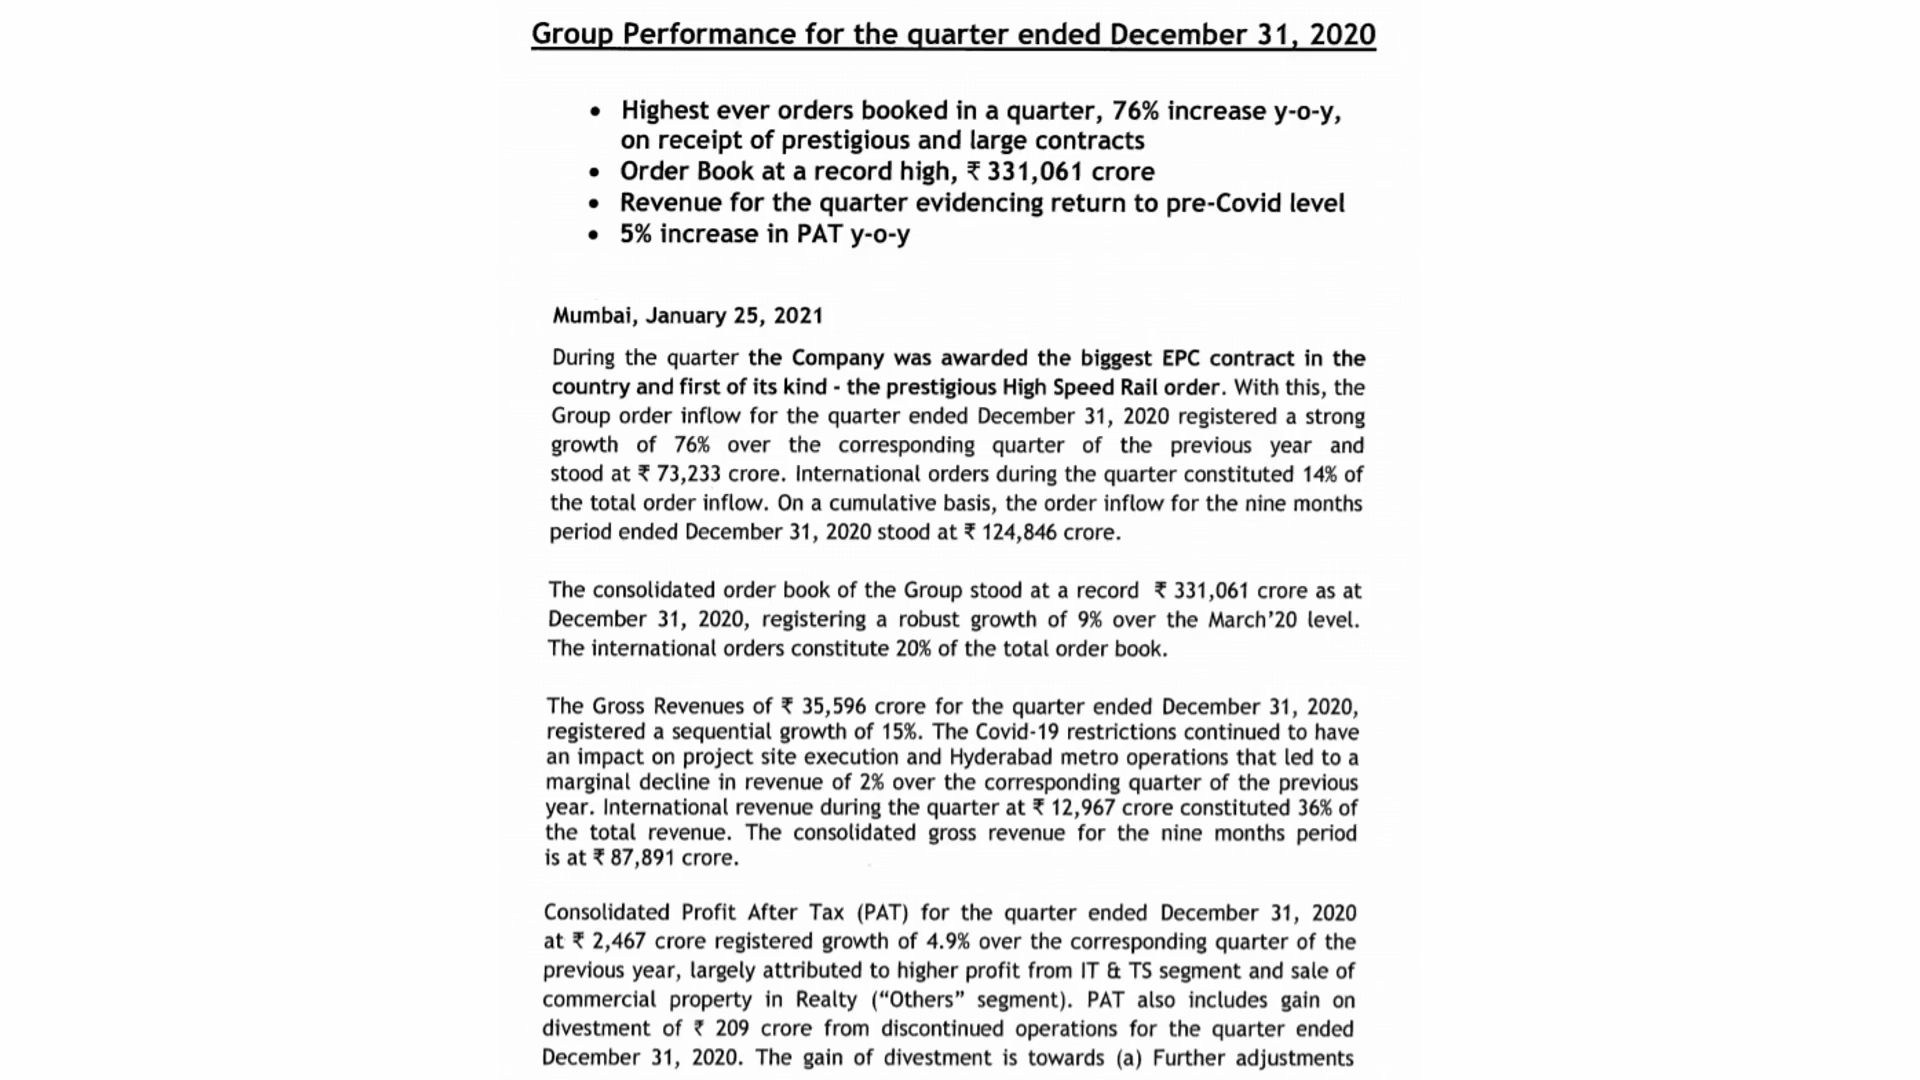 Group Performance for the quarter ended December 31, 2020
• Highest ever orders booked in a quarter, 76% increase y-o-y,
on receipt of prestigious and large contracts
• Order Book at a record high, ₹ 331,061 crore
• Revenue for the quarter evidencing return to pre-Covid level
• 5% increase in PAT y-o-y
Mumbai, January 25, 2021
During the quarter the Company was awarded the biggest EPC contract in the
country and first of its kind - the prestigious High Speed Rail order. With this, the
Group order inflow for the quarter ended December 31, 2020 registered a strong
growth of 76% over the corresponding quarter of the previous year and
stood at ₹ 73,233 crore. International orders during the quarter constituted 14% of
the total order inflow. On a cumulative basis, the order inflow for the nine months
period ended December 31, 2020 stood at ₹ 124,846 crore.
The consolidated order book of the Group stood at a record ₹ 331,061 crore as at
December 31, 2020, registering a robust growth of 9% over the March'20 level.
The international orders constitute 20% of the total order book.
The Gross Revenues of ₹ 35,596 crore for the quarter ended December 31, 2020,
registered a sequential growth of 15%. The Covid-19 restrictions continued to have
an impact on project site execution and Hyderabad metro operations that led to a
marginal decline in revenue of 2% over the corresponding quarter of the previous
year. International revenue during the quarter at ₹ 12,967 crore constituted 36% of
the total revenue. The consolidated gross revenue for the nine months period
is at ₹ 87,891 crore.
Consolidated Profit After Tax (PAT) for the quarter ended December 31, 2020
at ₹ 2,467 crore registered growth of 4.9% over the corresponding quarter of the
previous year, largely attributed to higher profit from IT & TS segment and sale of
commercial property in Realty ("Others" segment). PAT also includes gain on
divestment of ₹ 209 crore from discontinued operations for the quarter ended
December 31, 2020. The gain of divestment is towards (a) Further adjustments